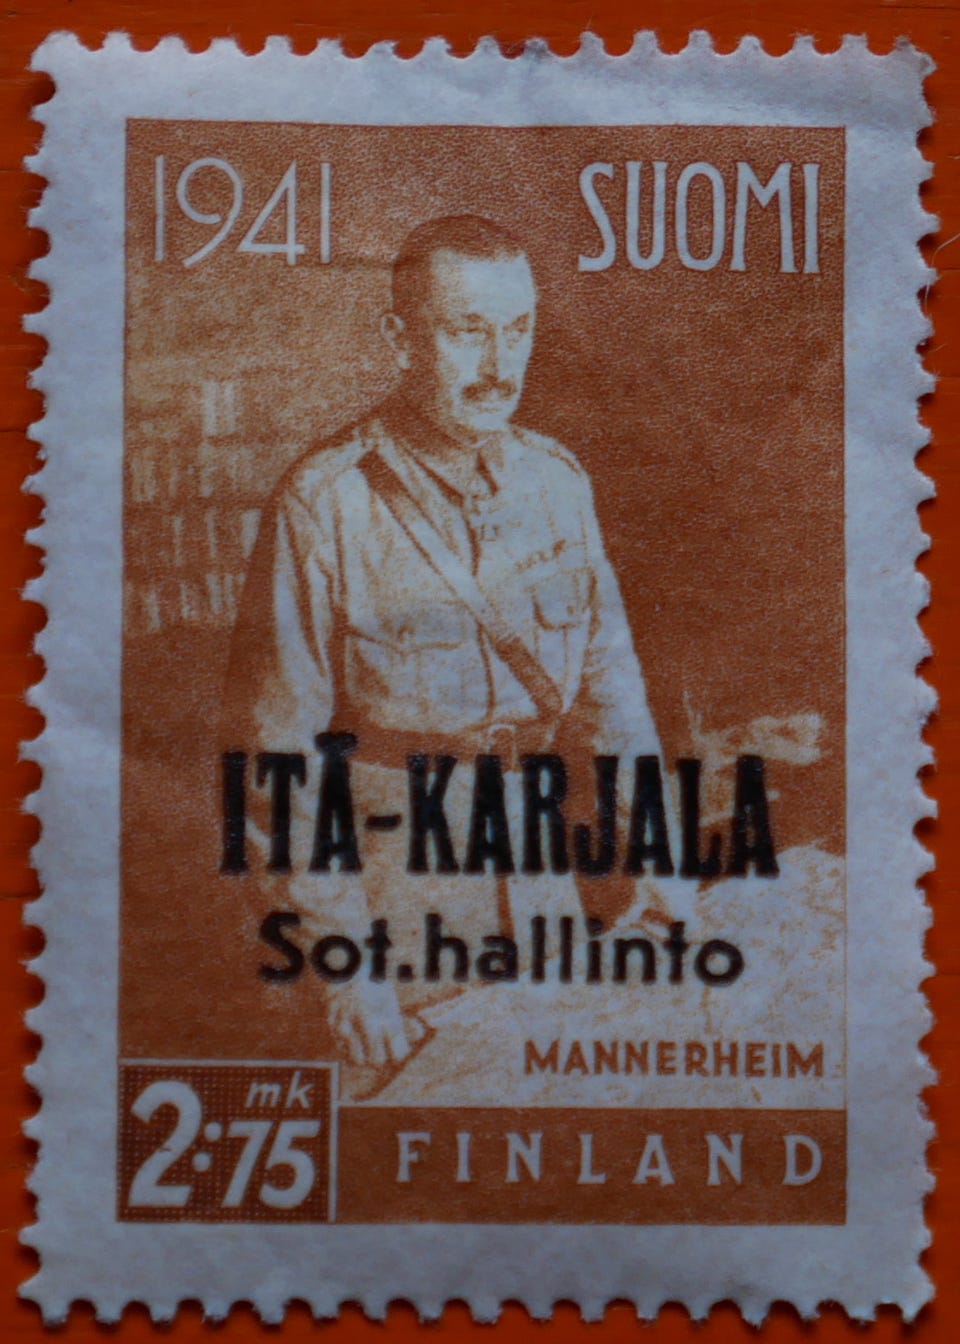 1941 SUOMI
ITÄ-KARJALA
Sot.hallinto
MANNERHEIM
2:75 mk
FINLAND